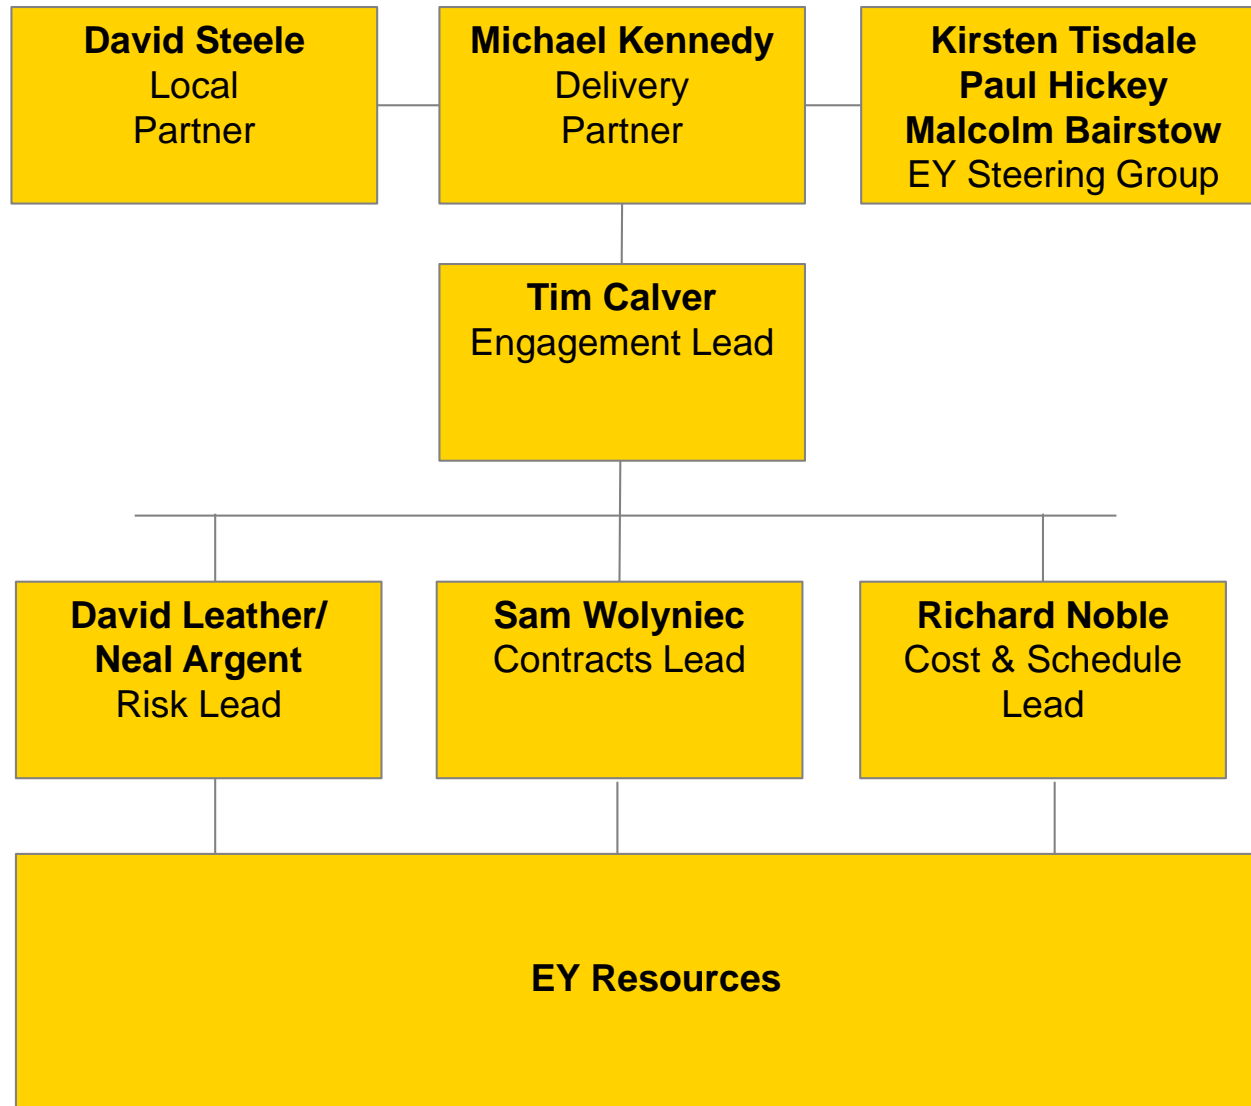 David Steele
Local
Partner
Michael Kennedy
Delivery
Partner
Kirsten Tisdale
Paul Hickey
Malcolm Bairstow
EY Steering Group
Tim Calver
Engagement Lead
David Leather/
Neal Argent
Risk Lead
Sam Wolyniec
Contracts Lead
Richard Noble
Cost & Schedule
Lead
EY Resources